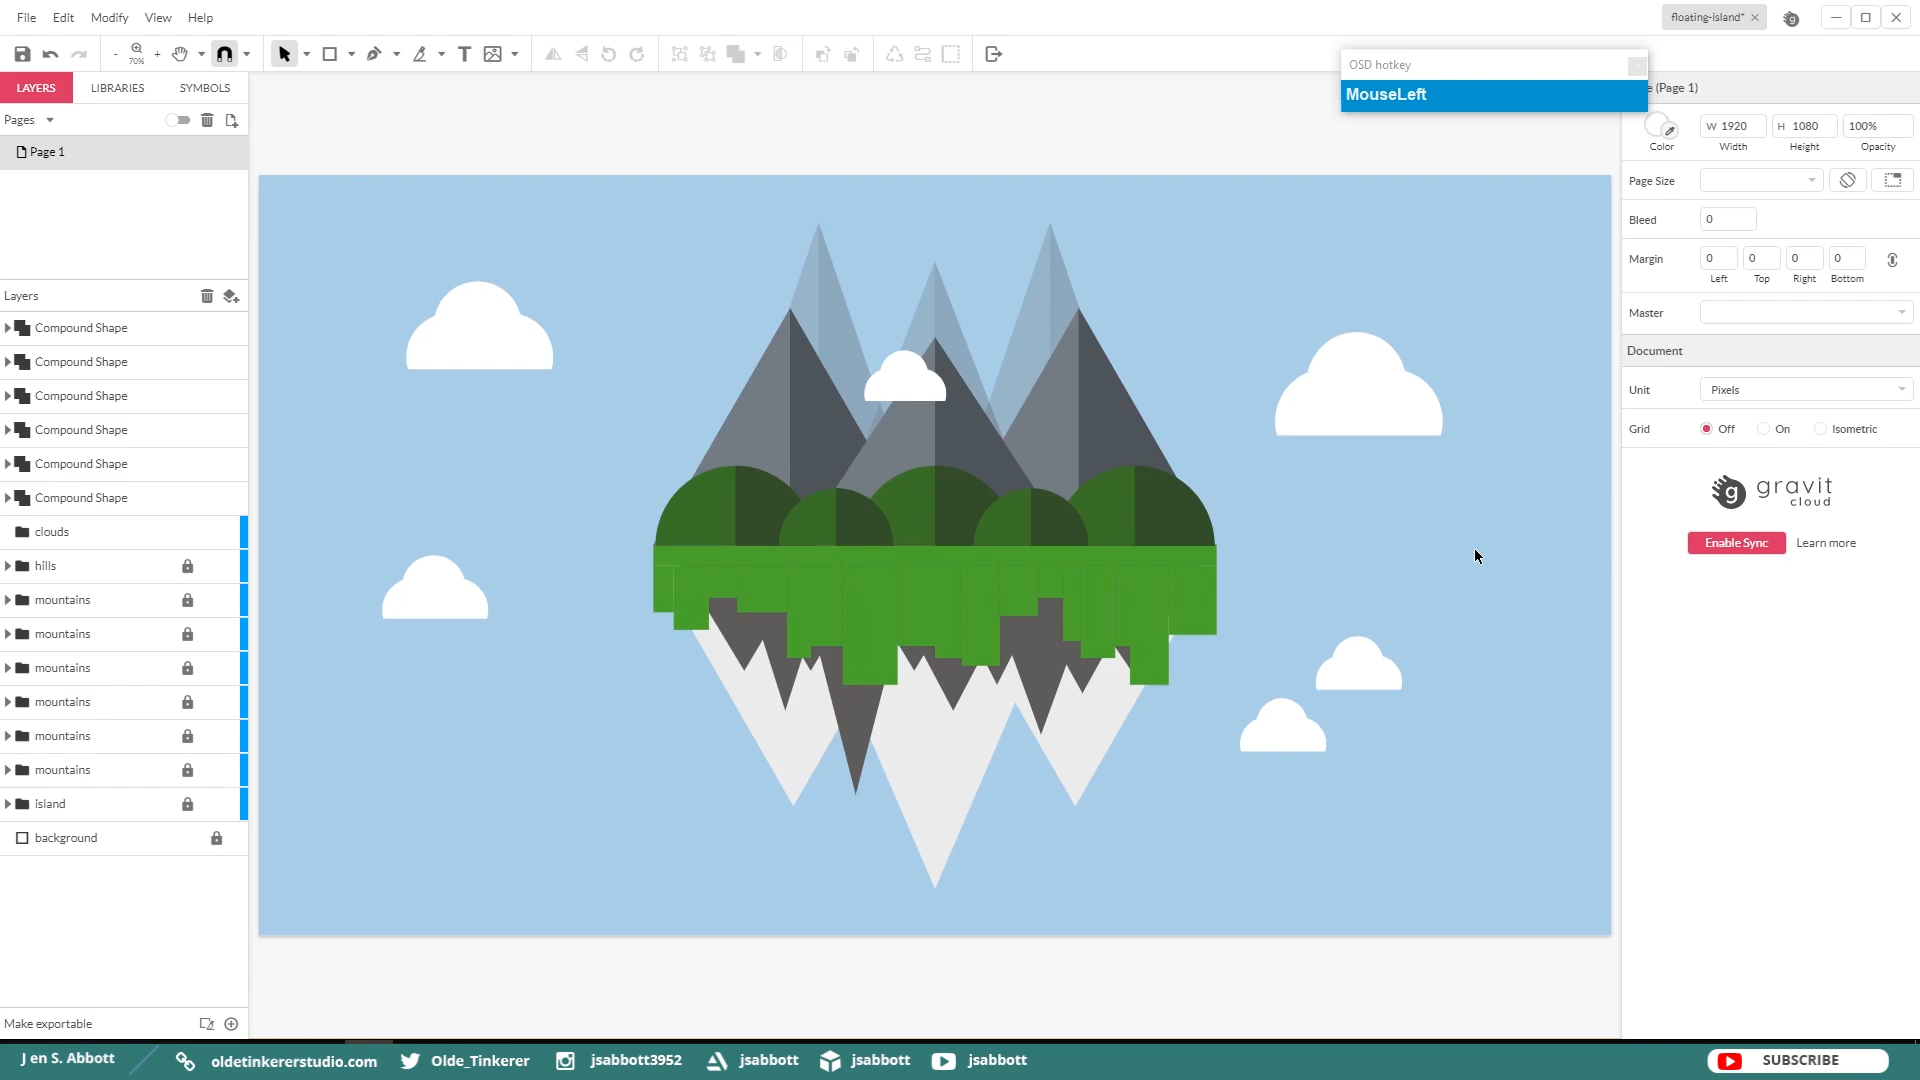 File Edit Modify View Help
floating-island*
- 70% +
OSD hotkey
MouseLeft
LAYERS LIBRARIES SYMBOLS
(Page 1)
Pages
Page 1
W 1920 H 1080 100%
Color Width Height Opacity
Page Size
Bleed 0
Margin 0 0 0 0
Left Top Right Bottom
Master
Document
Unit Pixels
Grid Off On Isometric
gravit
cloud
Enable Sync Learn more
Layers
Compound Shape
Compound Shape
Compound Shape
Compound Shape
Compound Shape
Compound Shape
clouds
hills
mountains
mountains
mountains
mountains
mountains
mountains
island
background
Make exportable
J en S. Abbott oldetinkererstudio.com Olde_Tinkerer jsabbott3952 jsabbott jsabbott jsabbott SUBSCRIBE